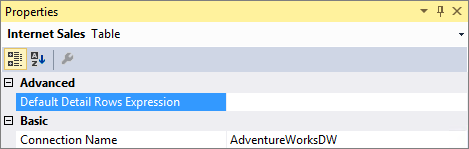 Properties
Internet Sales Table
Advanced
Default Detail Rows Expression
Basic
Connection Name AdventureWorksDW